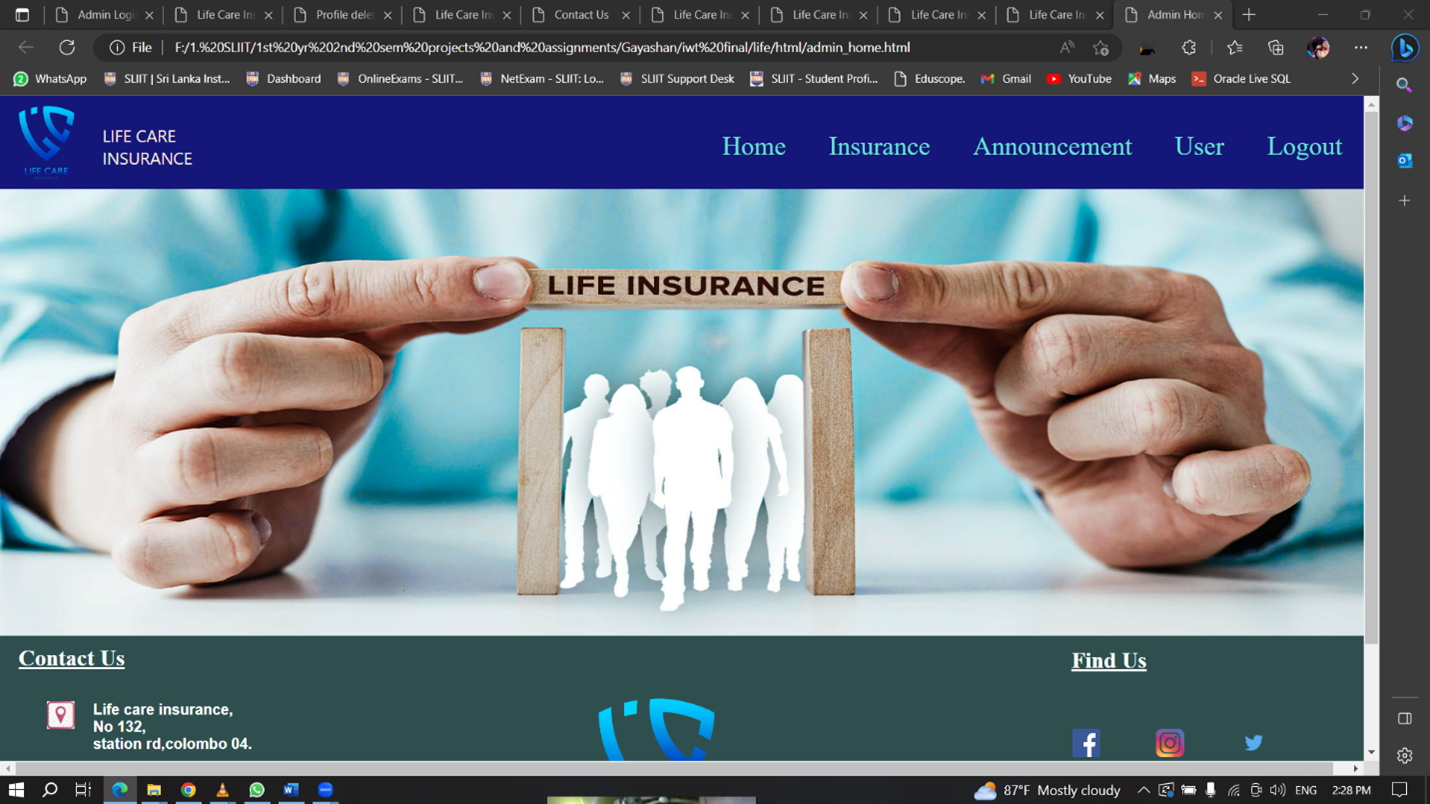 Admin Logi
Life Care In
Profile dele
Life Care Ins
Contact Us
Life Care In
Life Care In
Life Care In
Life Care Ins
Admin Hon
File
F:/1.%20SLIIT/1st%20yr%202nd%20sem%20projects%20and%20assignments/Gayashan/iwt%20final/life/html/admin_home.html
WhatsApp
SLIIT | Sri Lanka Inst...
Dashboard
OnlineExams - SLIIT...
NetExam - SLIIT: Lo...
SLIIT Support Desk
SLIIT - Student Profi...
Eduscope.
Gmail
YouTube
Maps
Oracle Live SQL
LIFE CARE
LIFE CARE
INSURANCE
Home
Insurance
Announcement
User
Logout
LIFE INSURANCE
Contact Us
Find Us
Life care insurance,
No 132,
station rd,colombo 04.
87°F Mostly cloudy
ENG
2:28 PM